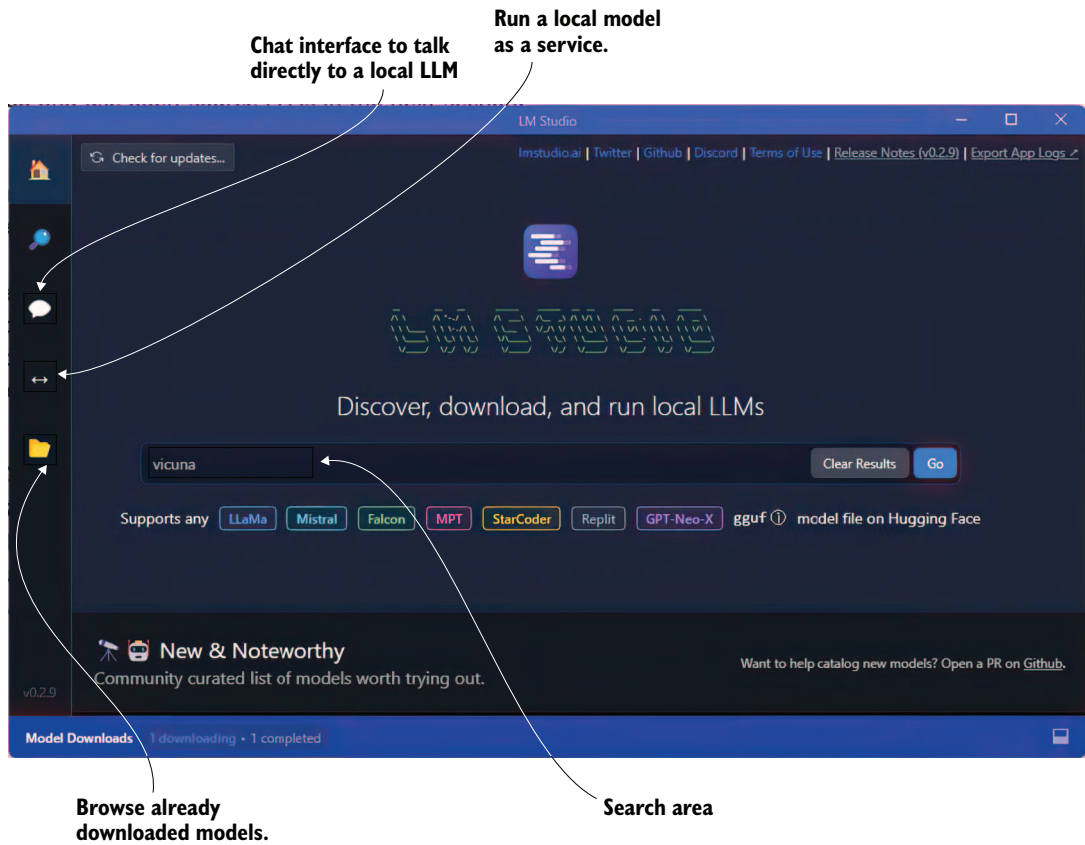 Run a local model
as a service.
Chat interface to talk
directly to a local LLM
LM Studio
Check for updates...
lmstudio.ai | Twitter | Github | Discord | Terms of Use | Release Notes (v0.2.9) | Export App Logs ↗
LM STUDIO
Discover, download, and run local LLMs
vicuna
Clear Results
Go
Supports any LLaMa Mistral Falcon MPT StarCoder Replit GPT-Neo-X gguf ⓘ model file on Hugging Face
New & Noteworthy
Community curated list of models worth trying out.
Want to help catalog new models? Open a PR on Github.
v0.2.9
Model Downloads 1 downloading • 1 completed
Browse already
downloaded models.
Search area